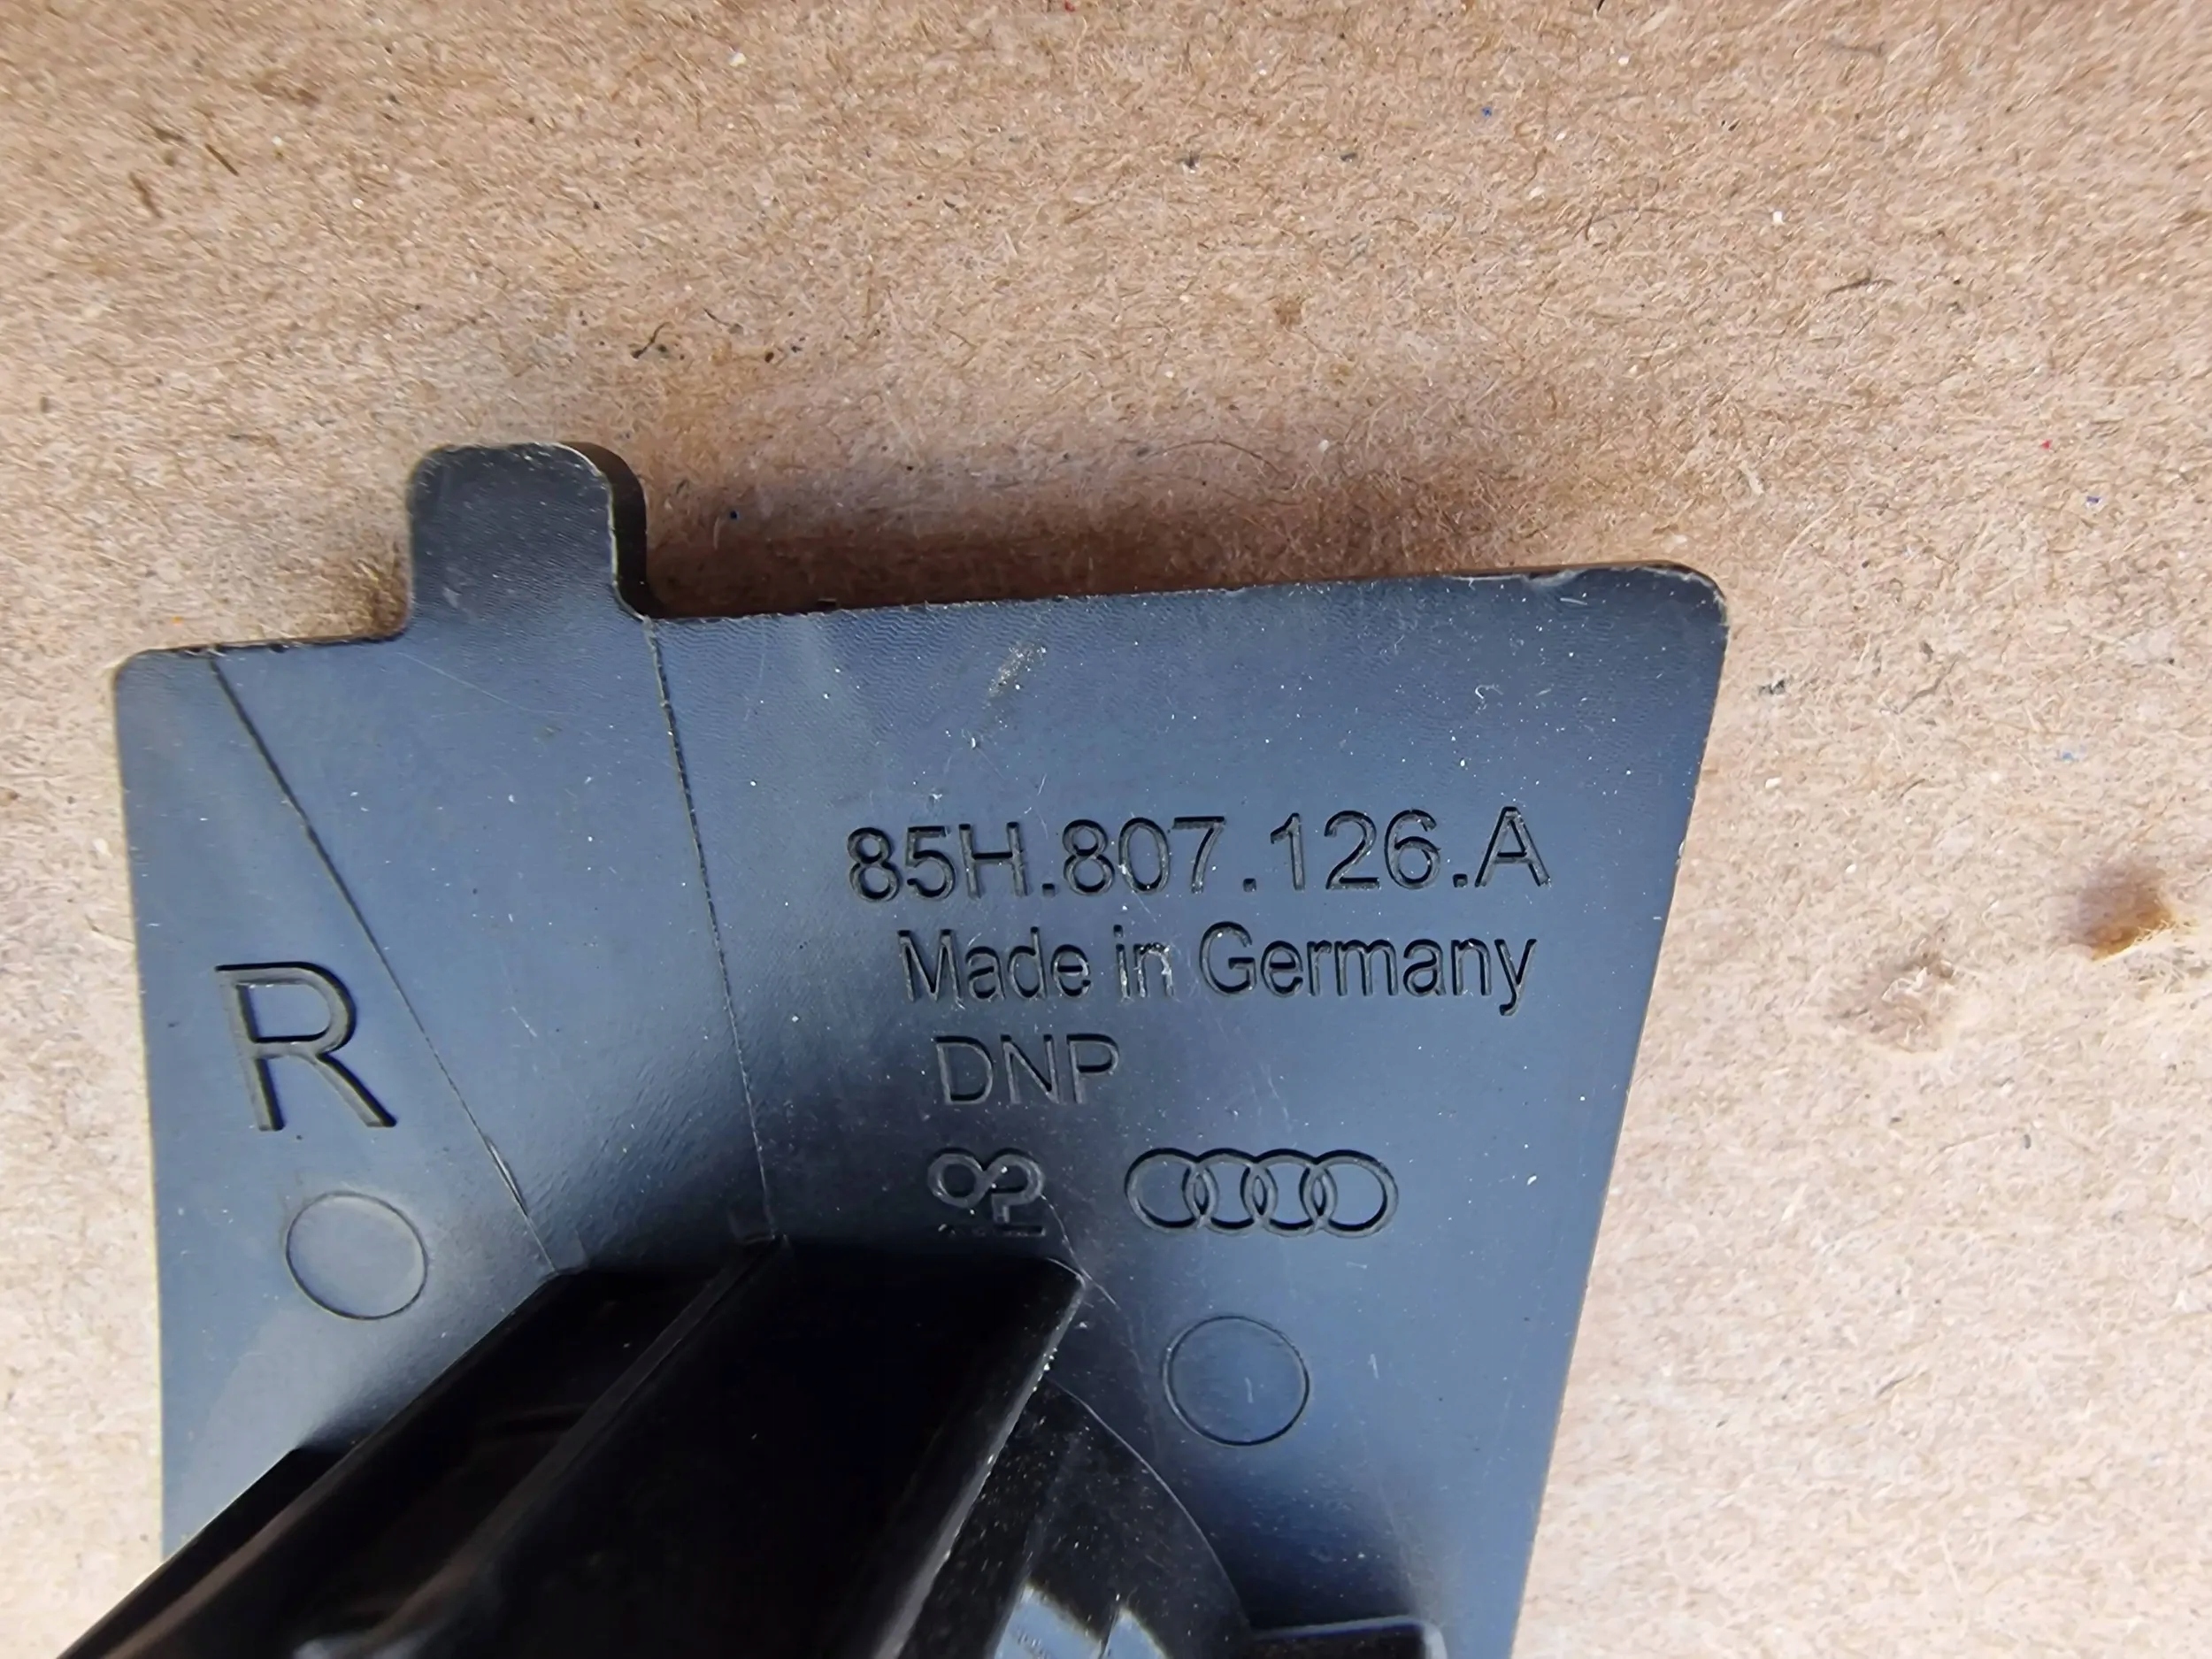 85H.807.126.A
Made in Germany
R
DNP